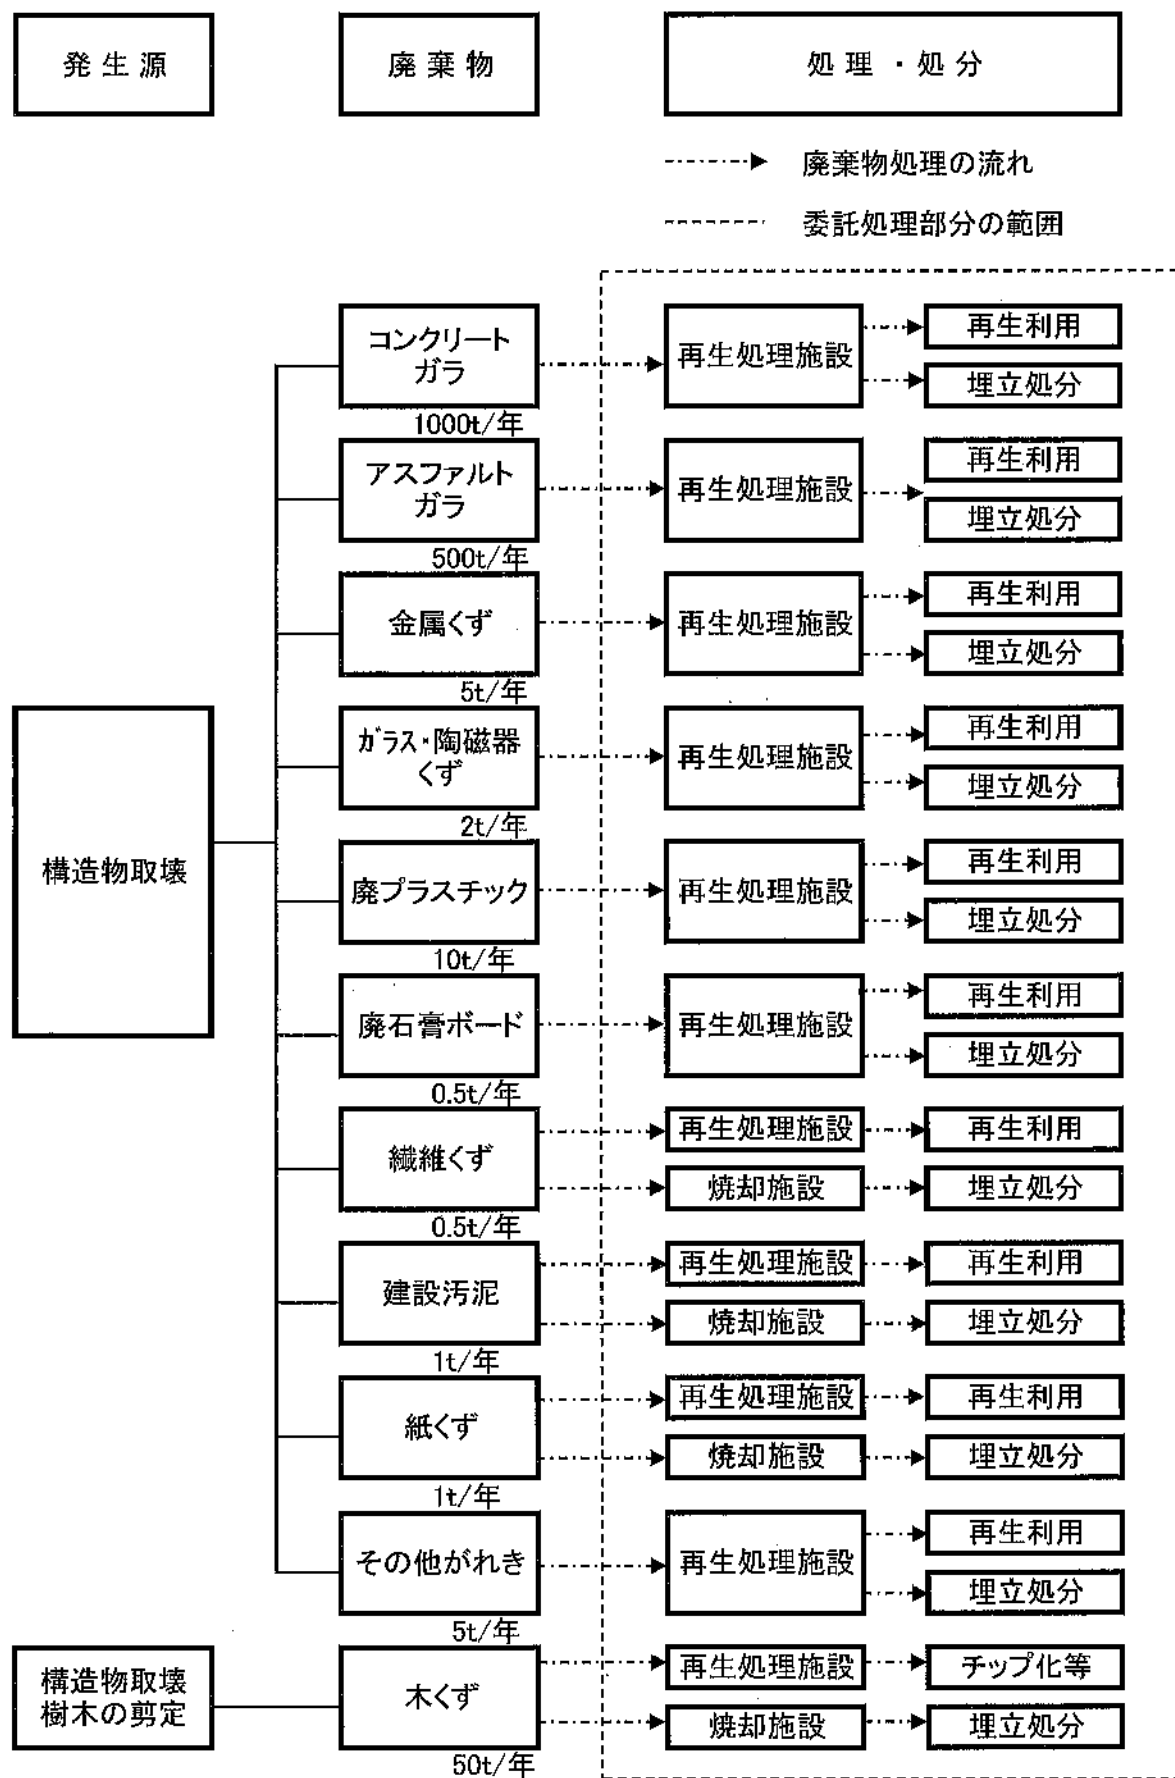 発生源
廃棄物
処理・処分
廃棄物処理の流れ
委託処理部分の範囲
コンクリート
ガラ
1000t/年
再生処理施設
再生利用
埋立処分
アスファルト
ガラ
500t/年
再生処理施設
再生利用
埋立処分
金属くず
5t/年
再生処理施設
再生利用
埋立処分
構造物取壊
ガラス・陶磁器
くず
2t/年
再生処理施設
再生利用
埋立処分
廃プラスチック
10t/年
再生処理施設
再生利用
埋立処分
廃石膏ボード
0.5t/年
再生処理施設
再生利用
埋立処分
繊維くず
0.5t/年
再生処理施設
再生利用
焼却施設
埋立処分
建設汚泥
1t/年
再生処理施設
再生利用
焼却施設
埋立処分
紙くず
1t/年
再生処理施設
再生利用
焼却施設
埋立処分
その他がれき
5t/年
再生処理施設
再生利用
埋立処分
構造物取壊
樹木の剪定
木くず
50t/年
再生処理施設
チップ化等
焼却施設
埋立処分